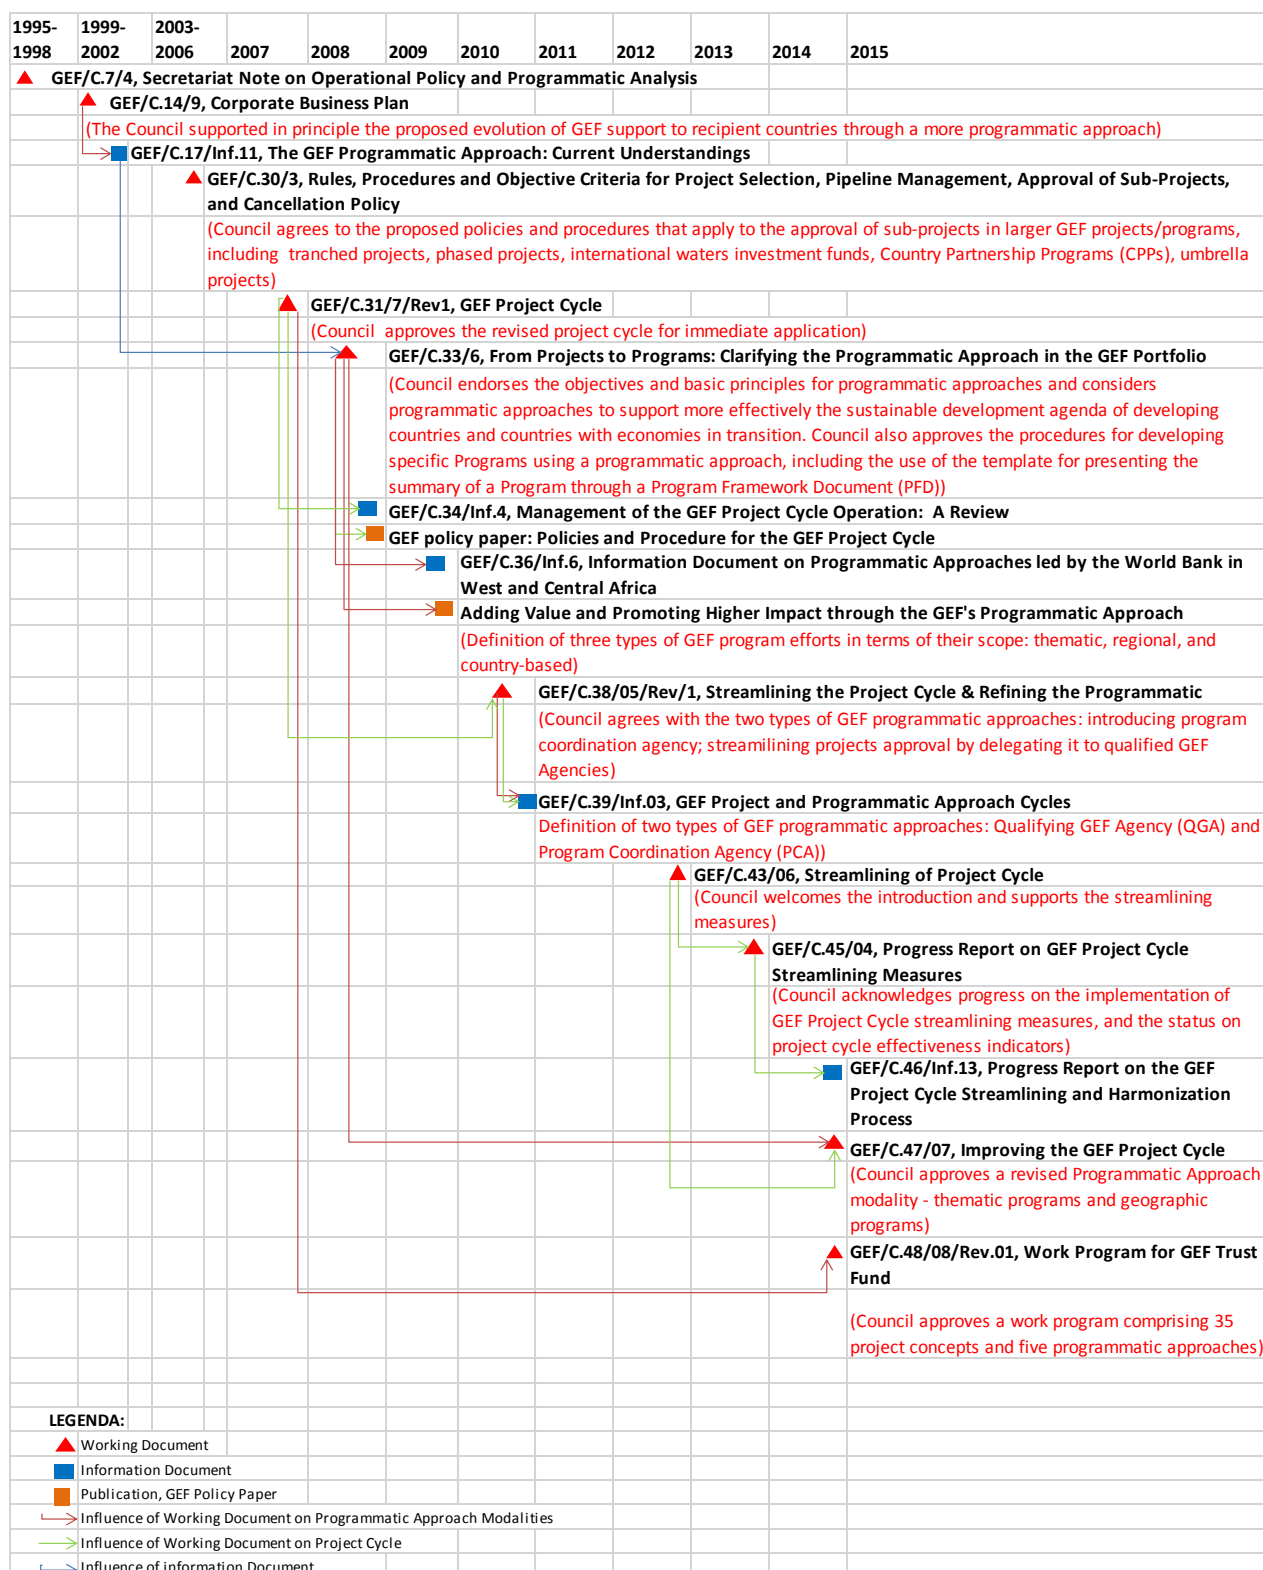 1995- 1999- 2003-
1998 2002 2006 2007 2008 2009 2010 2011 2012 2013 2014 2015
GEF/C.7/4, Secretariat Note on Operational Policy and Programmatic Analysis
GEF/C.14/9, Corporate Business Plan
(The Council supported in principle the proposed evolution of GEF support to recipient countries through a more programmatic approach)
GEF/C.17/Inf.11, The GEF Programmatic Approach: Current Understandings
GEF/C.30/3, Rules, Procedures and Objective Criteria for Project Selection, Pipeline Management, Approval of Sub-Projects,
and Cancellation Policy
(Council agrees to the proposed policies and procedures that apply to the approval of sub-projects in larger GEF projects/programs,
including tranched projects, phased projects, international waters investment funds, Country Partnership Programs (CPPs), umbrella
projects)
GEF/C.31/7/Rev1, GEF Project Cycle
(Council approves the revised project cycle for immediate application)
GEF/C.33/6, From Projects to Programs: Clarifying the Programmatic Approach in the GEF Portfolio
(Council endorses the objectives and basic principles for programmatic approaches and considers
programmatic approaches to support more effectively the sustainable development agenda of developing
countries and countries with economies in transition. Council also approves the procedures for developing
specific Programs using a programmatic approach, including the use of the template for presenting the
summary of a Program through a Program Framework Document (PFD))
GEF/C.34/Inf.4, Management of the GEF Project Cycle Operation: A Review
GEF policy paper: Policies and Procedure for the GEF Project Cycle
GEF/C.36/Inf.6, Information Document on Programmatic Approaches led by the World Bank in
West and Central Africa
Adding Value and Promoting Higher Impact through the GEF's Programmatic Approach
(Definition of three types of GEF program efforts in terms of their scope: thematic, regional, and
country-based)
GEF/C.38/05/Rev/1, Streamlining the Project Cycle & Refining the Programmatic
(Council agrees with the two types of GEF programmatic approaches: introducing program
coordination agency; streamilining projects approval by delegating it to qualified GEF
Agencies)
GEF/C.39/Inf.03, GEF Project and Programmatic Approach Cycles
Definition of two types of GEF programmatic approaches: Qualifying GEF Agency (QGA) and
Program Coordination Agency (PCA))
GEF/C.43/06, Streamlining of Project Cycle
(Council welcomes the introduction and supports the streamlining
measures)
GEF/C.45/04, Progress Report on GEF Project Cycle
Streamlining Measures
(Council acknowledges progress on the implementation of
GEF Project Cycle streamlining measures, and the status on
project cycle effectiveness indicators)
GEF/C.46/Inf.13, Progress Report on the GEF
Project Cycle Streamlining and Harmonization
Process
GEF/C.47/07, Improving the GEF Project Cycle
(Council approves a revised Programmatic Approach
modality - thematic programs and geographic
programs)
GEF/C.48/08/Rev.01, Work Program for GEF Trust
Fund
(Council approves a work program comprising 35
project concepts and five programmatic approaches)
LEGENDA:
Working Document
Information Document
Publication, GEF Policy Paper
Influence of Working Document on Programmatic Approach Modalities
Influence of Working Document on Project Cycle
Influence of information Document